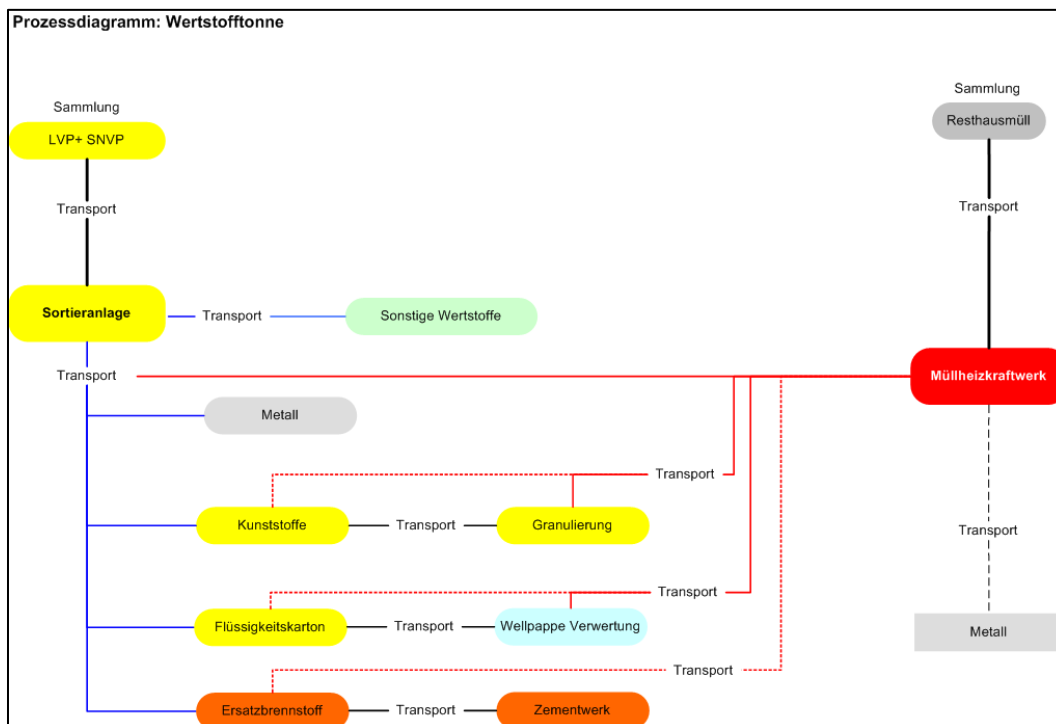 Prozessdiagramm: Wertstofftonne
Sammlung
Sammlung
LVP+ SNVP
Resthausmüll
Transport
Transport
Sortieranlage
Transport
Sonstige Wertstoffe
Transport
Müllheizkraftwerk
Metall
Transport
Kunststoffe
Transport
Granulierung
Transport
Transport
Flüssigkeitskarton
Transport
Wellpappe Verwertung
Metall
Transport
Ersatzbrennstoff
Transport
Zementwerk